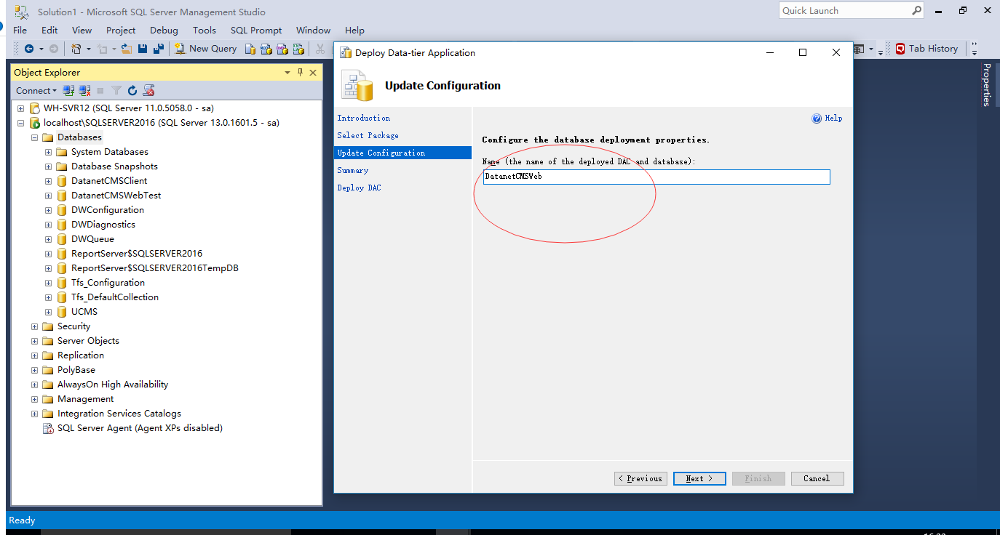 Solution1 - Microsoft SQL Server Management Studio
Quick Launch
File Edit View Project Debug Tools SQL Prompt Window Help
New Query
Tab History
Object Explorer
Connect
WH-SVR12 (SQL Server 11.0.5058.0 - sa)
localhost\SQLSERVER2016 (SQL Server 13.0.1601.5 - sa)
Databases
System Databases
Database Snapshots
DatanetCMSClient
DatanetCMSWebTest
DWConfiguration
DWDiagnostics
DWQueue
ReportServer$SQLSERVER2016
ReportServer$SQLSERVER2016TempDB
Tfs_Configuration
Tfs_DefaultCollection
UCMS
Security
Server Objects
Replication
PolyBase
AlwaysOn High Availability
Management
Integration Services Catalogs
SQL Server Agent (Agent XPs disabled)
Deploy Data-tier Application
Update Configuration
Introduction
Select Package
Update Configuration
Summary
Deploy DAC
Help
Configure the database deployment properties.
Name (the name of the deployed DAC and database):
DatanetCMSWeb
< Previous
Next >
Finish
Cancel
Properties
Ready